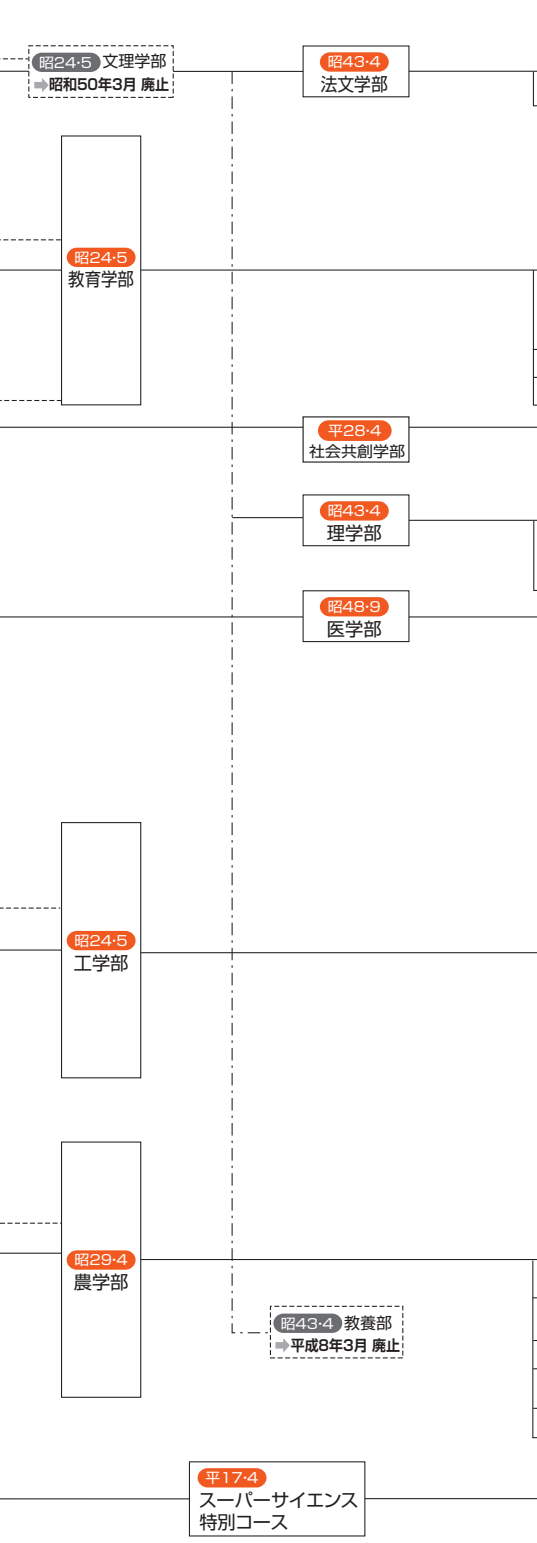 昭24·5 文理学部
➡昭和50年3月 廃止
昭43·4
法文学部
昭24·5
教育学部
平28·4
社会共創学部
昭43·4
理学部
昭48·9
医学部
昭24·5
工学部
昭29·4
農学部
昭43·4 教養部
➡平成8年3月 廃止
平17·4
スーパーサイエンス
特別コース